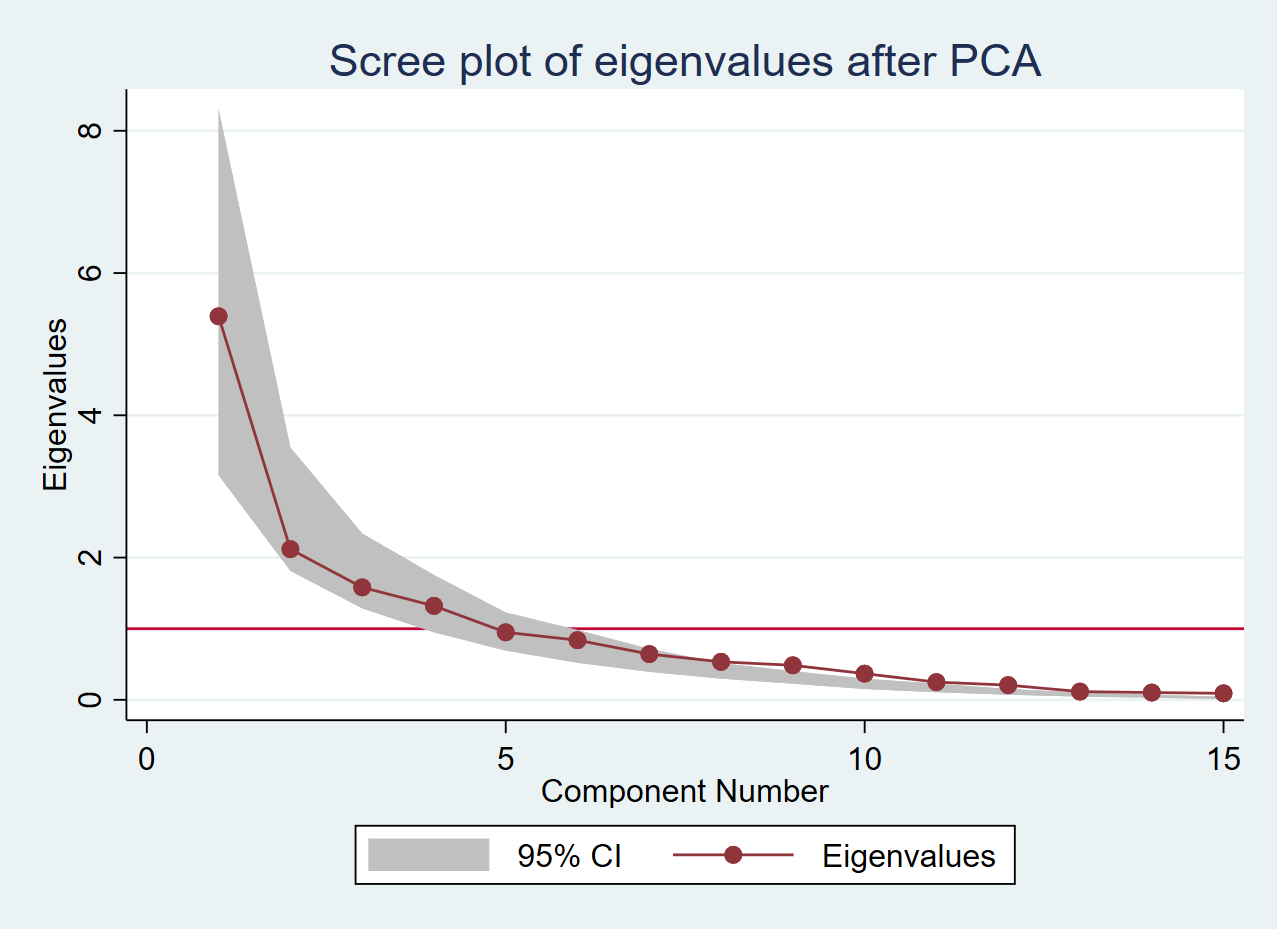 Scree plot of eigenvalues after PCA
Eigenvalues
8
6
4
2
0
0 5 10 15
Component Number
95% CI Eigenvalues